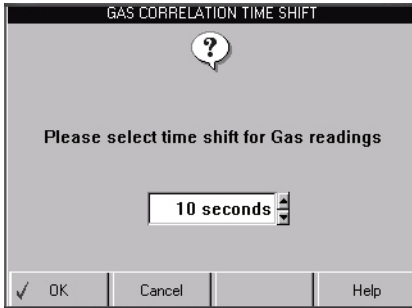 GAS CORRELATION TIME SHIFT
?
Please select time shift for Gas readings
10 seconds
OK Cancel Help